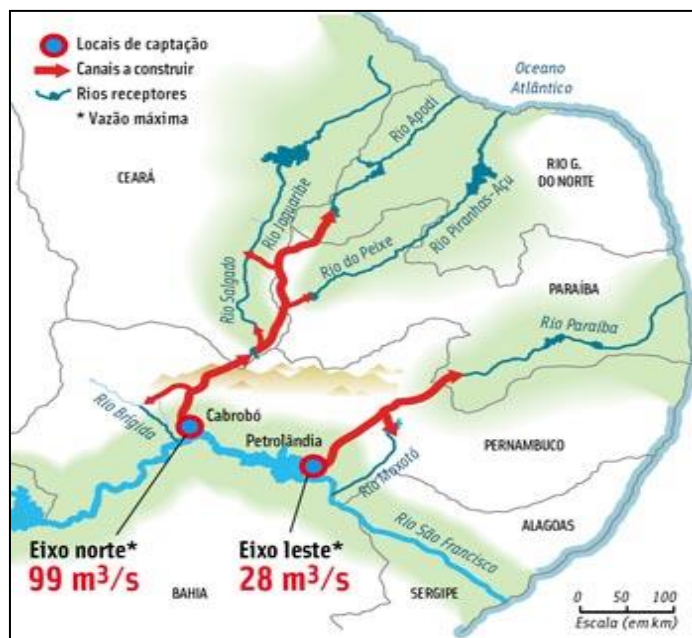 Locais de captação
Canais a construir
Rios receptores
* Vazão máxima
Oceano
Atlântico
CEARÁ
RIO G.
DO NORTE
Rio Apodi
Rio Jaguaribe
Rio Piranhas-Açu
Rio do Peixe
Rio Salgado
PARAÍBA
Rio Paraíba
Rio Brígida
Cabrobó
Petrolândia
PERNAMBUCO
Rio Moxotó
ALAGOAS
Rio São Francisco
Eixo norte*
99 m³/s
Eixo leste*
28 m³/s
BAHIA
SERGIPE
0 50 100
Escala (em km)